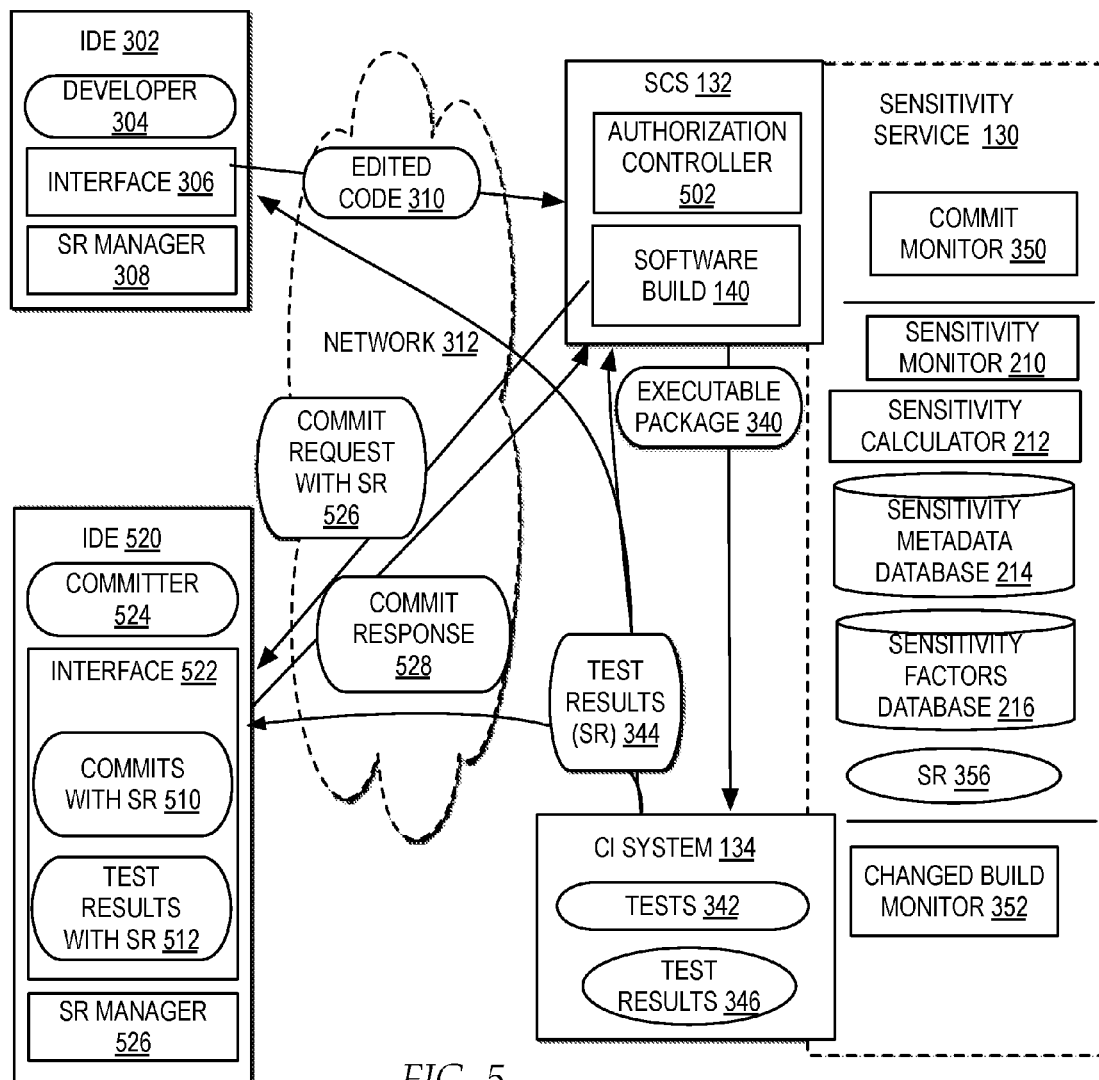 IDE 302
DEVELOPER
304
INTERFACE 306
SR MANAGER
308
EDITED
CODE 310
NETWORK 312
SCS 132
AUTHORIZATION
CONTROLLER
502
SOFTWARE
BUILD 140
SENSITIVITY
SERVICE 130
COMMIT
MONITOR 350
SENSITIVITY
MONITOR 210
SENSITIVITY
CALCULATOR 212
SENSITIVITY
METADATA
DATABASE 214
SENSITIVITY
FACTORS
DATABASE 216
SR 356
CHANGED BUILD
MONITOR 352
EXECUTABLE
PACKAGE 340
COMMIT
REQUEST
WITH SR
526
COMMIT
RESPONSE
528
TEST
RESULTS
(SR) 344
IDE 520
COMMITTER
524
INTERFACE 522
COMMITS
WITH SR 510
TEST
RESULTS
WITH SR 512
SR MANAGER
526
CI SYSTEM 134
TESTS 342
TEST
RESULTS 346
FIG. 5